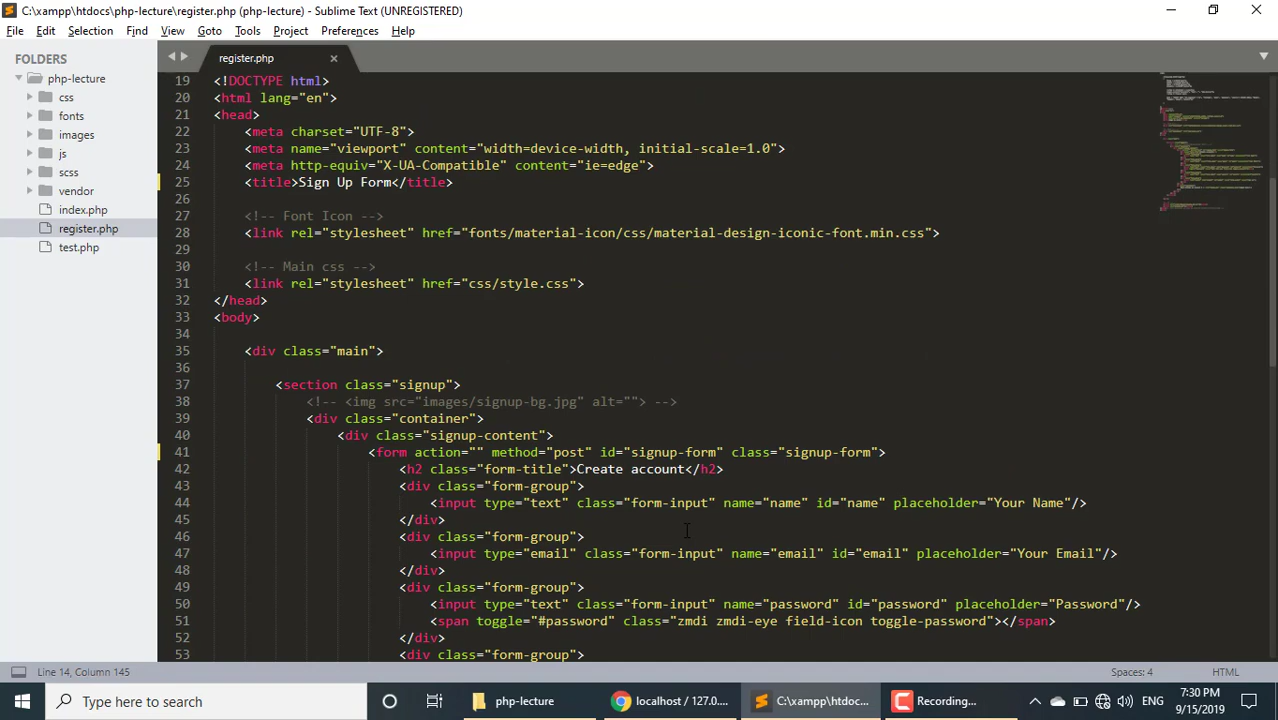 C:\xampp\htdocs\php-lecture\register.php (php-lecture) - Sublime Text (UNREGISTERED)
File Edit Selection Find View Goto Tools Project Preferences Help
FOLDERS
php-lecture
css
fonts
images
js
scss
vendor
index.php
register.php
test.php
register.php
19 <!DOCTYPE html>
20 <html lang="en">
21 <head>
22 <meta charset="UTF-8">
23 <meta name="viewport" content="width=device-width, initial-scale=1.0">
24 <meta http-equiv="X-UA-Compatible" content="ie=edge">
25 <title>Sign Up Form</title>
26
27 <!-- Font Icon -->
28 <link rel="stylesheet" href="fonts/material-icon/css/material-design-iconic-font.min.css">
29
30 <!-- Main css -->
31 <link rel="stylesheet" href="css/style.css">
32 </head>
33 <body>
34
35 <div class="main">
36
37 <section class="signup">
38 <!-- <img src="images/signup-bg.jpg" alt=""> -->
39 <div class="container">
40 <div class="signup-content">
41 <form action="" method="post" id="signup-form" class="signup-form">
42 <h2 class="form-title">Create account</h2>
43 <div class="form-group">
44 <input type="text" class="form-input" name="name" id="name" placeholder="Your Name"/>
45 </div>
46 <div class="form-group">
47 <input type="email" class="form-input" name="email" id="email" placeholder="Your Email"/>
48 </div>
49 <div class="form-group">
50 <input type="text" class="form-input" name="password" id="password" placeholder="Password"/>
51 <span toggle="#password" class="zmdi zmdi-eye field-icon toggle-password"></span>
52 </div>
53 <div class="form-group">
Line 14, Column 145
Spaces: 4
HTML
Type here to search
php-lecture
localhost / 127.0....
C:\xampp\htdoc...
Recording...
ENG
7:30 PM
9/15/2019